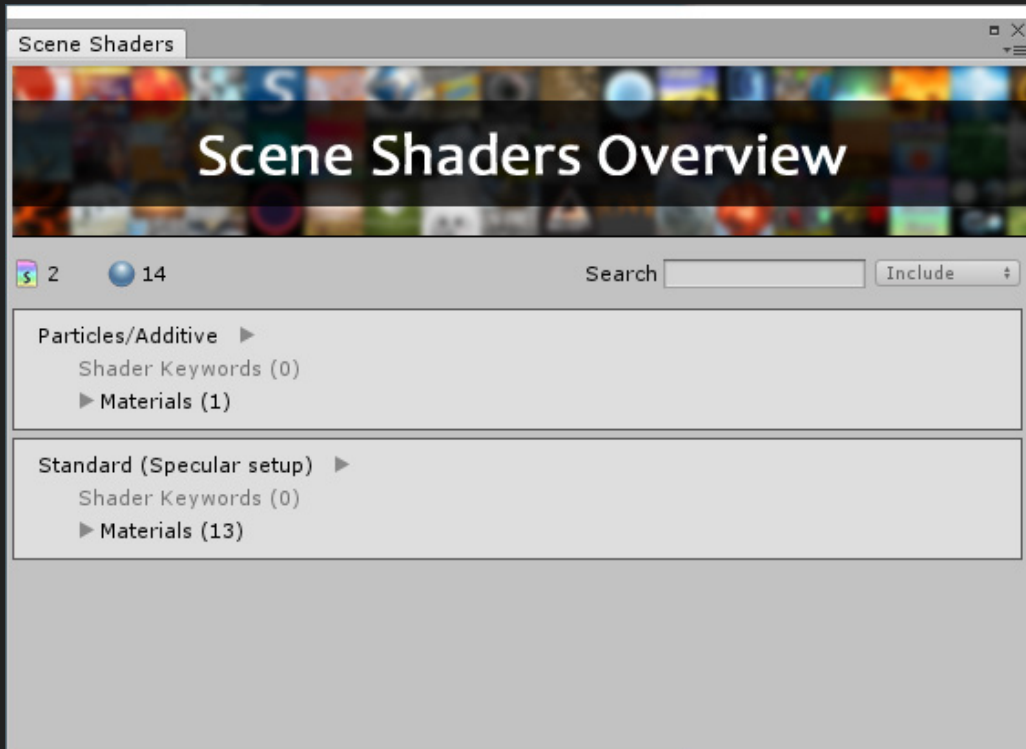 Scene Shaders
Scene Shaders Overview
2 14 Search Include
Particles/Additive
Shader Keywords (0)
Materials (1)
Standard (Specular setup)
Shader Keywords (0)
Materials (13)